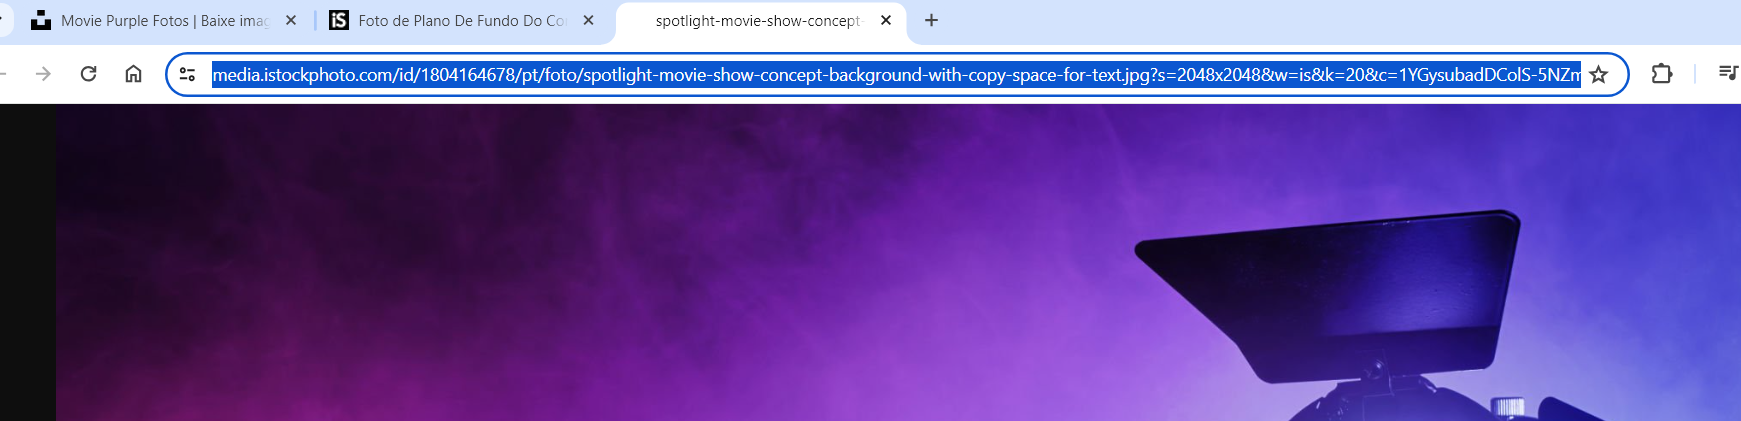 Movie Purple Fotos | Baixe imag
iS Foto de Plano De Fundo Do Co
spotlight-movie-show-concept-
media.istockphoto.com/id/1804164678/pt/foto/spotlight-movie-show-concept-background-with-copy-space-for-text.jpg?s=2048x2048&w=is&k=20&c=1YGysubadDColS-5NZm